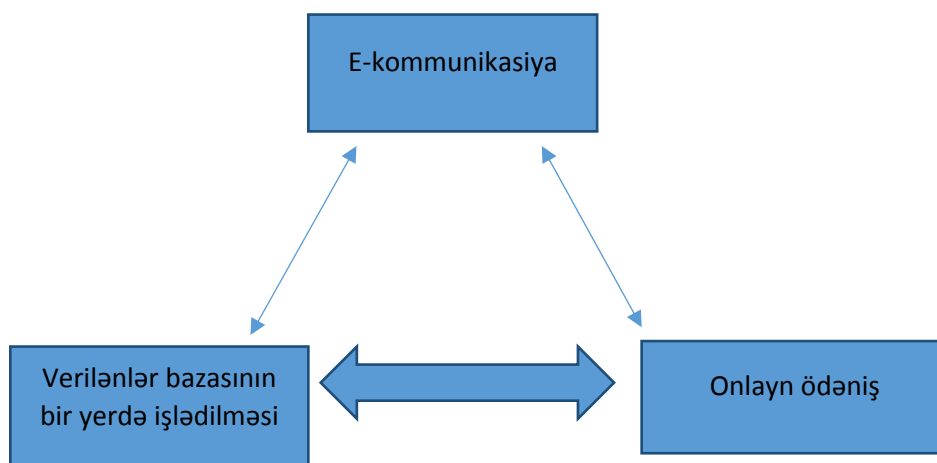 E-kommunikasiya
Verilənlər bazasının
bir yerdə işlədilməsi
Onlayn ödəniş